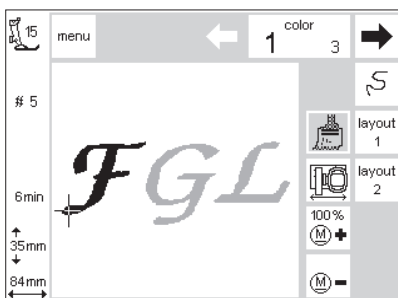 15
menu
color
1 3
# 5
layout
1
layout
2
FGL
6min
100%
M +
35mm
M -
84mm